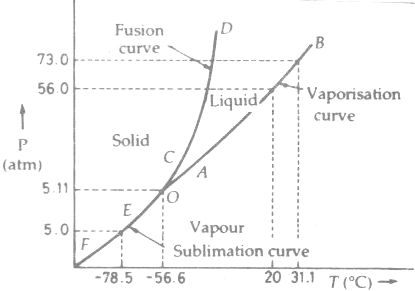 Fusion
curve
D
B
73.0
56.0
Liquid
Vaporisation
curve
P
(atm)
Solid
C
A
5.11
O
E
Vapour
5.0
F
Sublimation curve
-78.5
-56.6
20
31.1
T (°C)